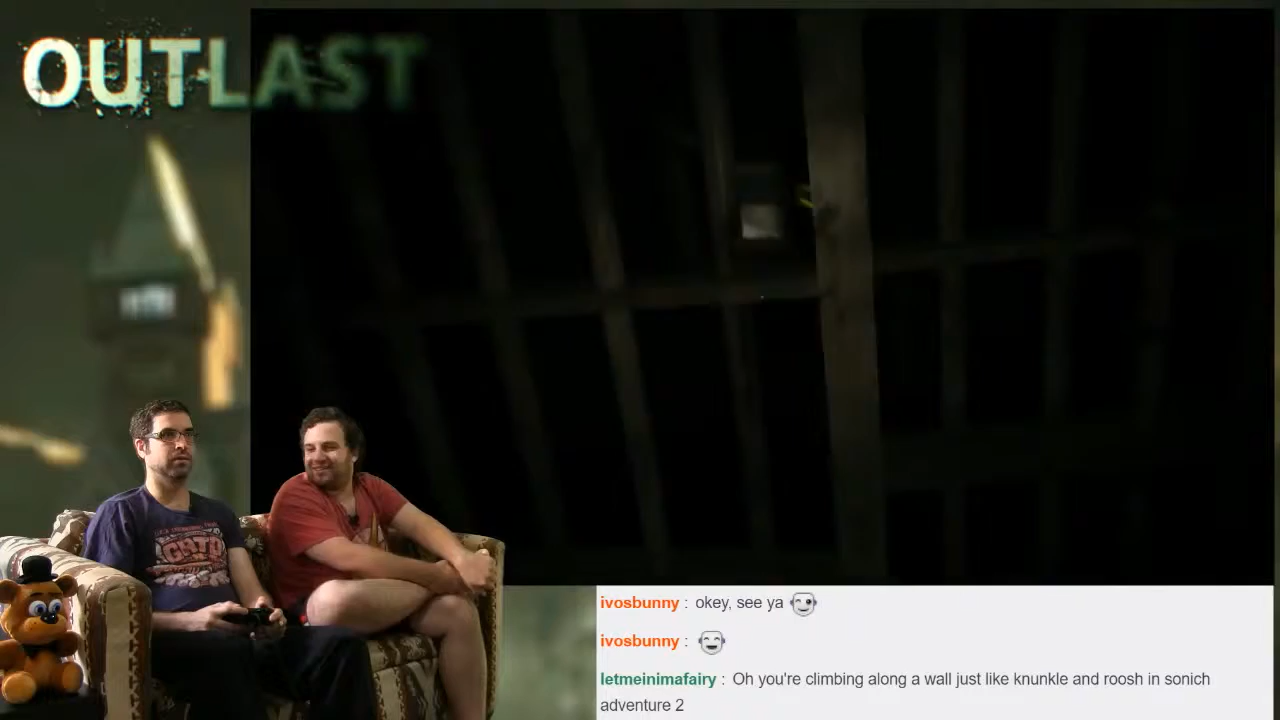 OUTLAST
ivosbunny : okey, see ya
ivosbunny :
letmeinimafairy : Oh you're climbing along a wall just like knunkle and roosh in sonich
adventure 2